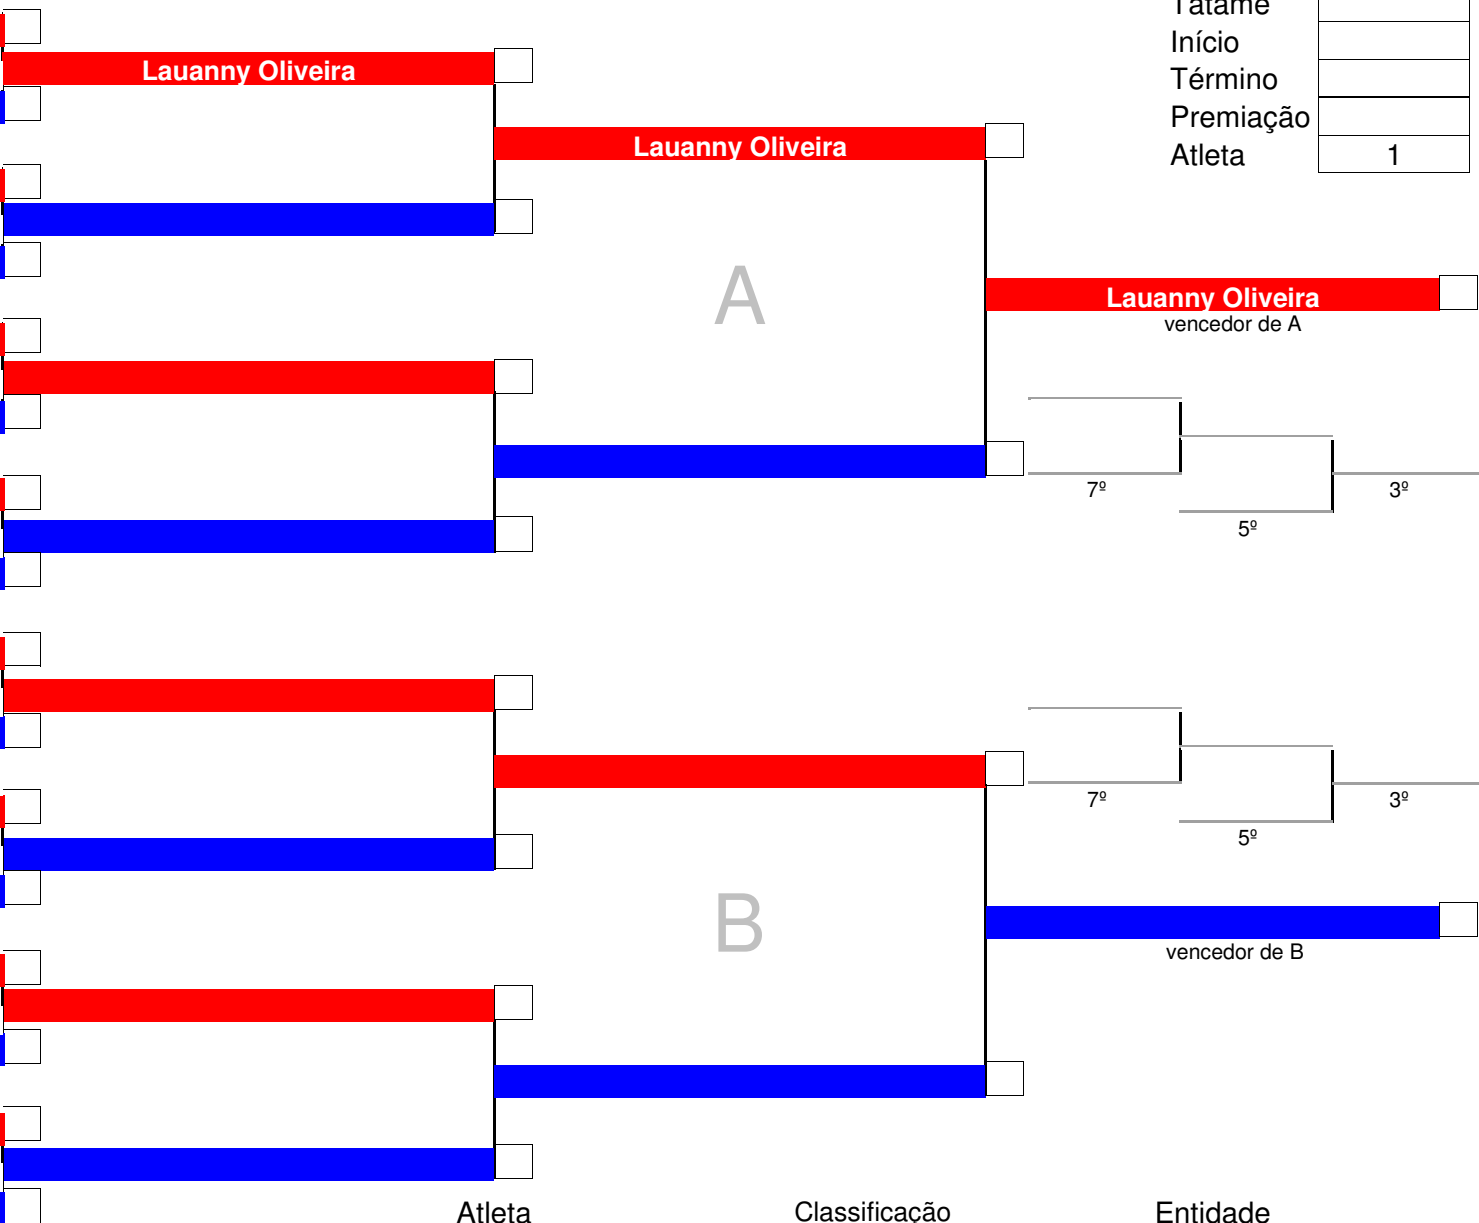 Tatame
Início
Lauanny Oliveira
Término
Premiação
Lauanny Oliveira
Atleta 1
A
Lauanny Oliveira
vencedor de A
7º 3º
5º
7º 3º
5º
B
vencedor de B
Atleta Classificação Entidade